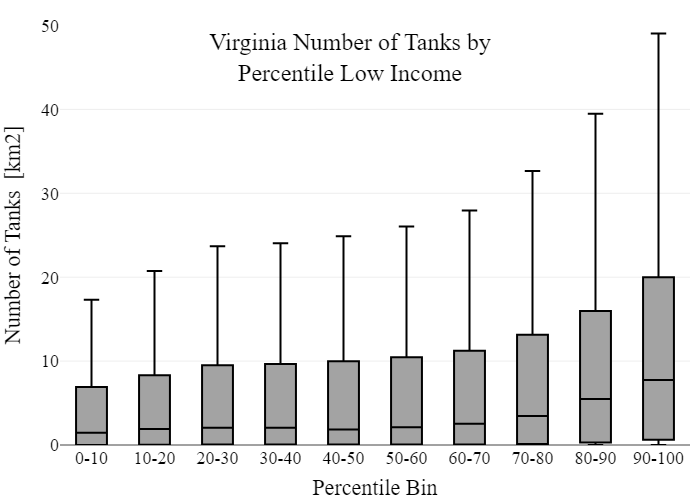 Virginia Number of Tanks by
Percentile Low Income
Number of Tanks [km2]
50
40
30
20
10
0
0-10 10-20 20-30 30-40 40-50 50-60 60-70 70-80 80-90 90-100
Percentile Bin